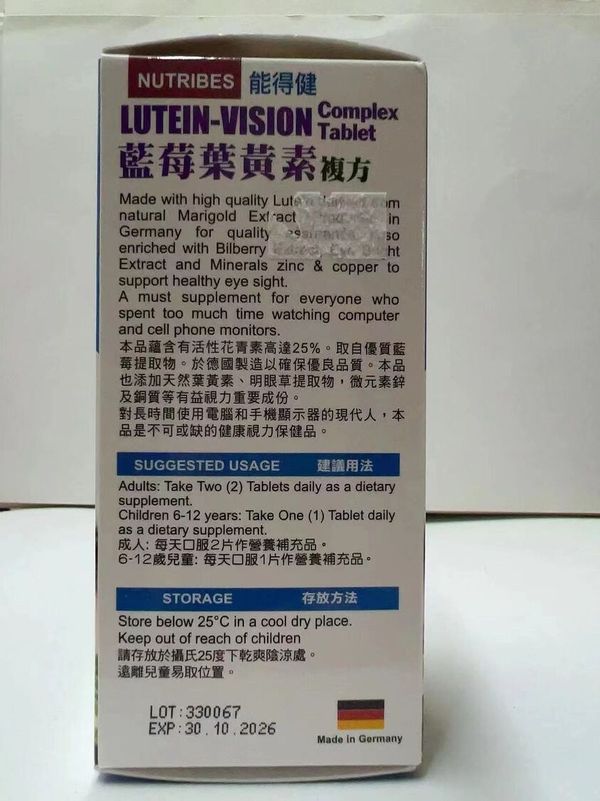 NUTRIBES 能得健
LUTEIN-VISION Complex Tablet
藍莓葉黃素複方
Made with high quality
natural Marigold Extract in
Germany for quality
enriched with Bilberry
Extract and Minerals zinc & copper to
support healthy eye sight.
A must supplement for everyone who
spent too much time watching computer
and cell phone monitors.
本品蘊含有活性花青素高達25%。取自優質藍
莓提取物。於德國製造以確保優良品質。本品
也添加天然葉黃素、明眼草提取物，微元素鋅
及銅質等有益視力重要成份。
對長時間使用電腦和手機顯示器的現代人，本
品是不可或缺的健康視力保健品。
SUGGESTED USAGE 建議用法
Adults: Take Two (2) Tablets daily as a dietary
supplement.
Children 6-12 years: Take One (1) Tablet daily
as a dietary supplement.
成人: 每天口服2片作營養補充品。
6-12歲兒童: 每天口服1片作營養補充品。
STORAGE 存放方法
Store below 25°C in a cool dry place.
Keep out of reach of children
請存放於攝氏25度下乾爽陰涼處。
遠離兒童易取位置。
LOT:330067
EXP:30.10.2026
Made in Germany